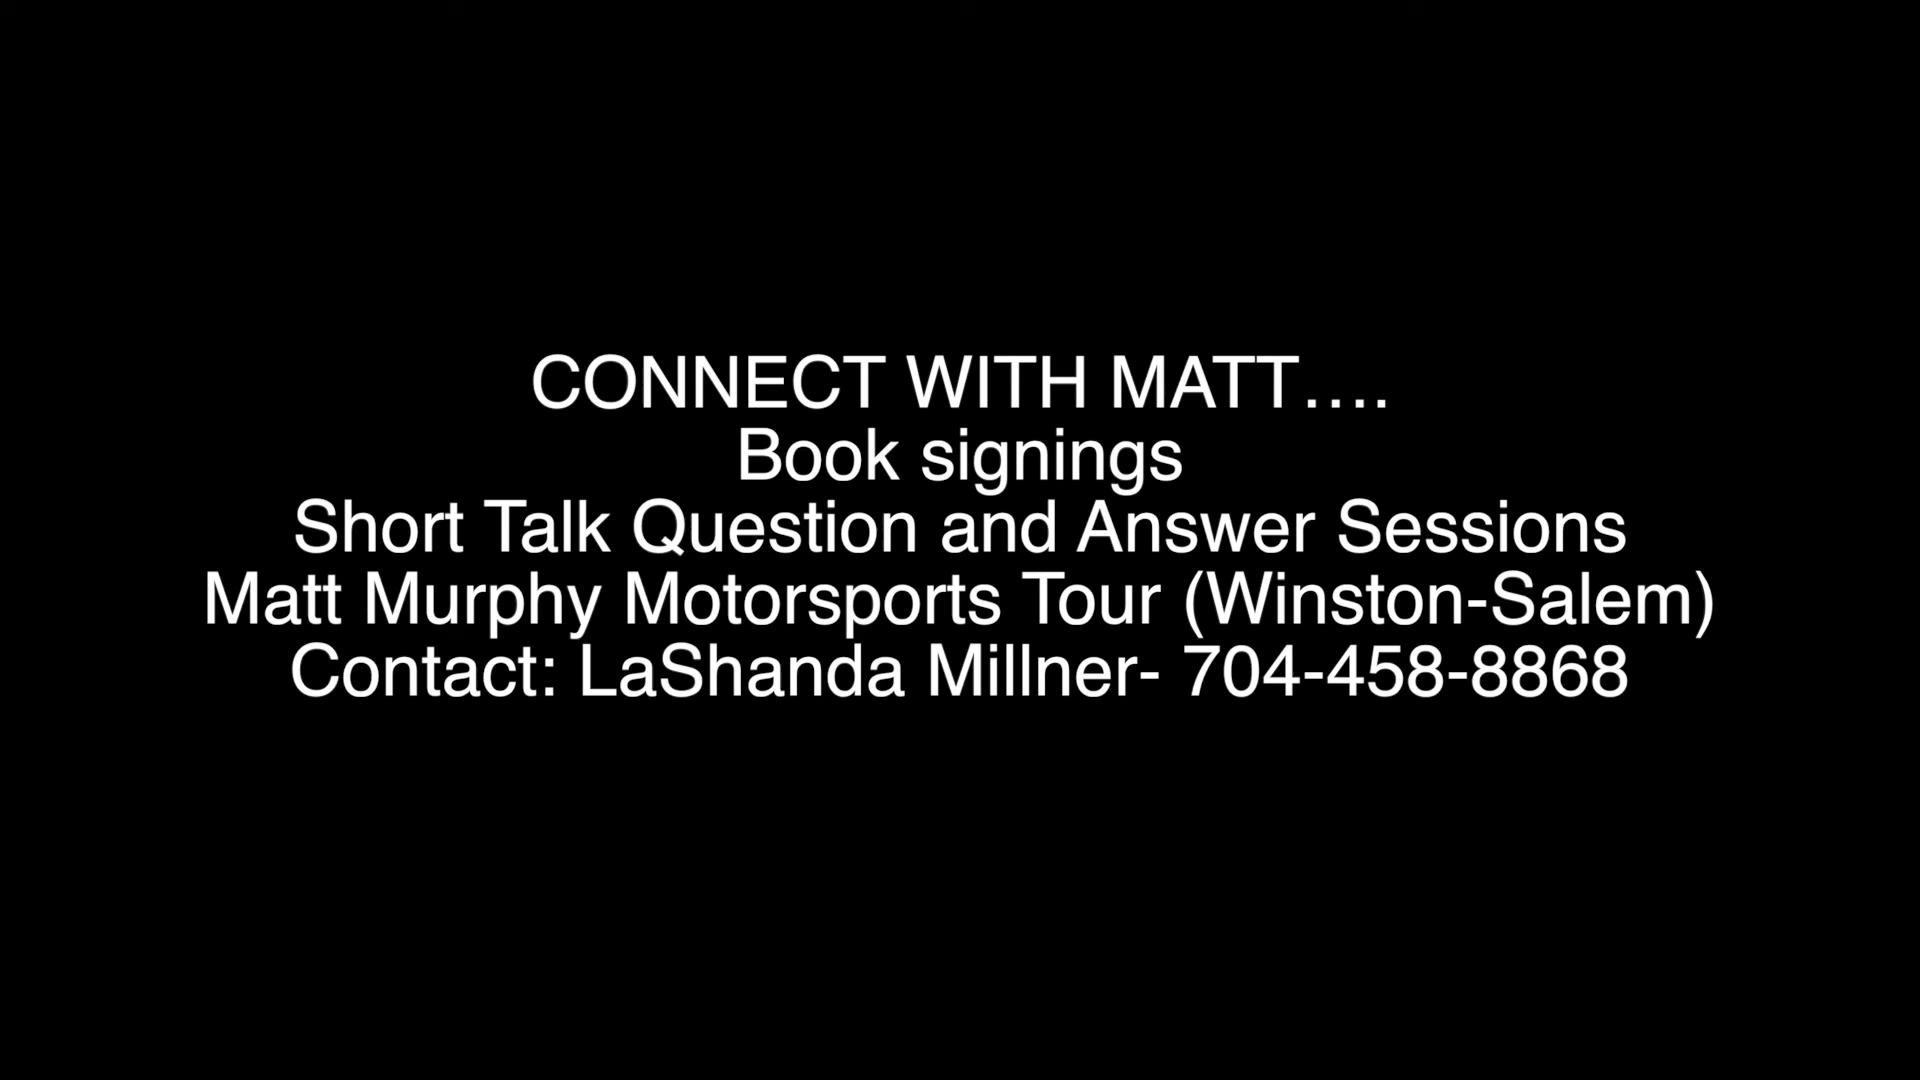 CONNECT WITH MATT....
Book signings
Short Talk Question and Answer Sessions
Matt Murphy Motorsports Tour (Winston-Salem)
Contact: LaShanda Millner- 704-458-8868